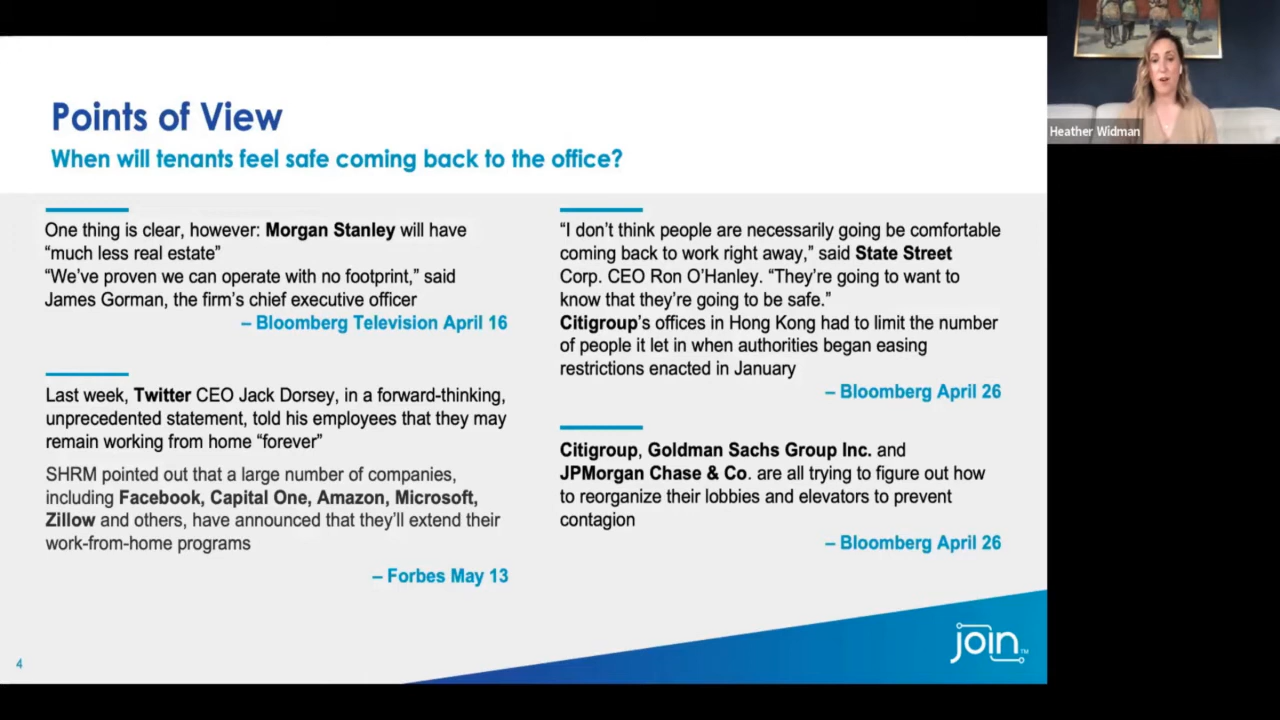 Points of View
When will tenants feel safe coming back to the office?
One thing is clear, however: Morgan Stanley will have
“much less real estate”
“We’ve proven we can operate with no footprint,” said
James Gorman, the firm’s chief executive officer
– Bloomberg Television April 16
Last week, Twitter CEO Jack Dorsey, in a forward-thinking,
unprecedented statement, told his employees that they may
remain working from home “forever”
SHRM pointed out that a large number of companies,
including Facebook, Capital One, Amazon, Microsoft,
Zillow and others, have announced that they’ll extend their
work-from-home programs
– Forbes May 13
“I don’t think people are necessarily going be comfortable
coming back to work right away,” said State Street
Corp. CEO Ron O’Hanley. “They’re going to want to
know that they’re going to be safe.”
Citigroup’s offices in Hong Kong had to limit the number
of people it let in when authorities began easing
restrictions enacted in January
– Bloomberg April 26
Citigroup, Goldman Sachs Group Inc. and
JPMorgan Chase & Co. are all trying to figure out how
to reorganize their lobbies and elevators to prevent
contagion
– Bloomberg April 26
4
join™
Heather Widman